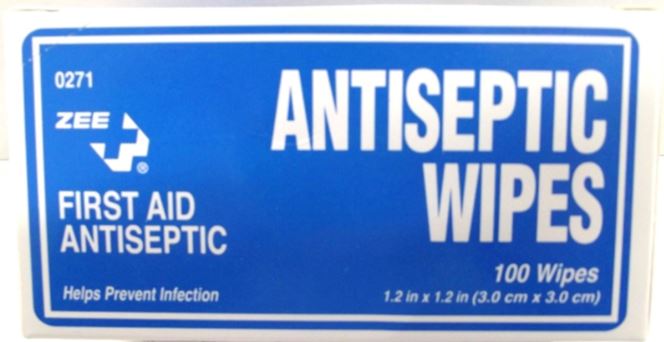 0271
ZEE
®
FIRST AID
ANTISEPTIC
Helps Prevent Infection
ANTISEPTIC
WIPES
100 Wipes
1.2 in x 1.2 in (3.0 cm x 3.0 cm)